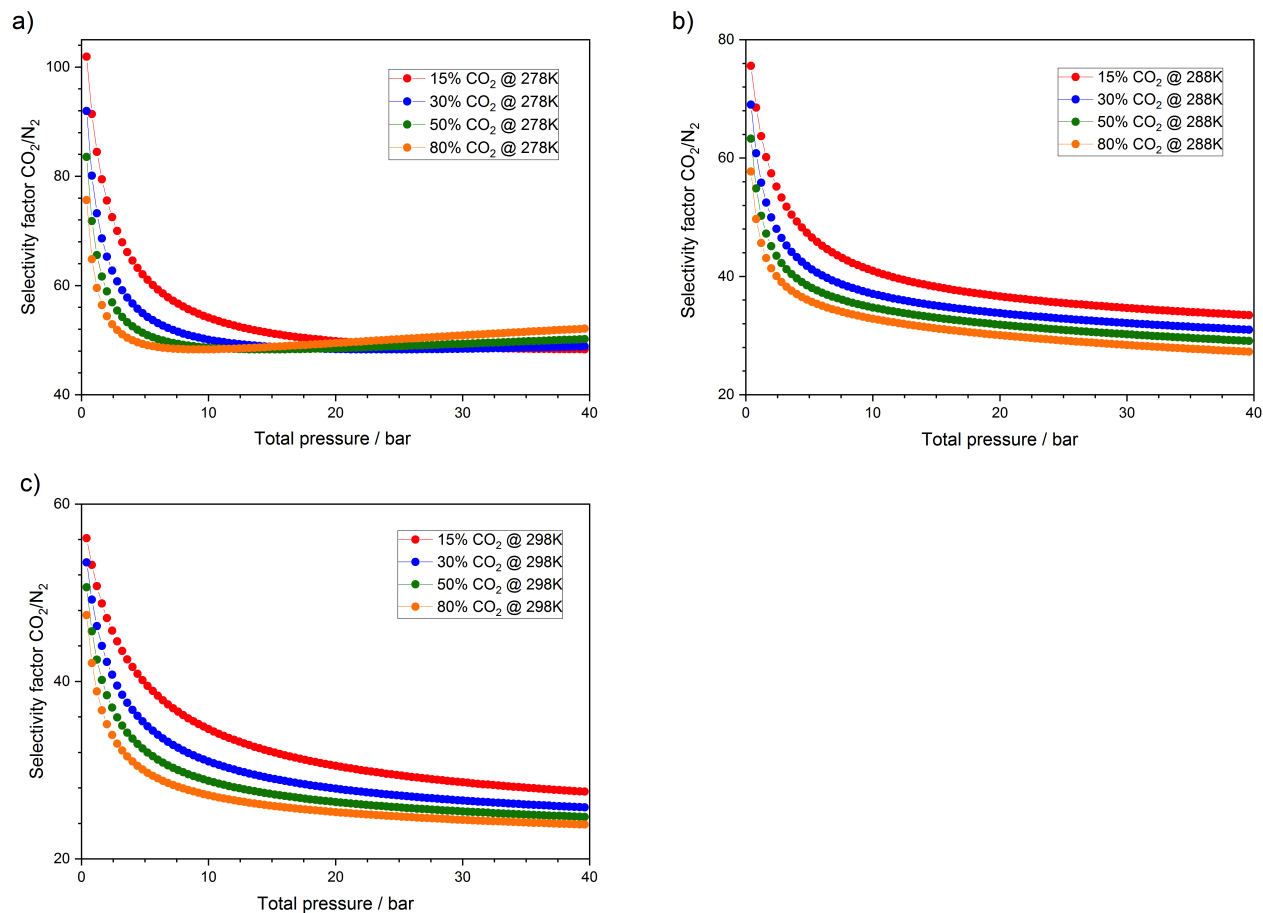 a)
Selectivity factor CO₂/N₂
100
80
60
40
0
10
20
30
40
Total pressure / bar
15% CO₂ @ 278K
30% CO₂ @ 278K
50% CO₂ @ 278K
80% CO₂ @ 278K
b)
Selectivity factor CO₂/N₂
80
60
40
20
0
10
20
30
40
Total pressure / bar
15% CO₂ @ 288K
30% CO₂ @ 288K
50% CO₂ @ 288K
80% CO₂ @ 288K
c)
Selectivity factor CO₂/N₂
60
40
20
0
10
20
30
40
Total pressure / bar
15% CO₂ @ 298K
30% CO₂ @ 298K
50% CO₂ @ 298K
80% CO₂ @ 298K